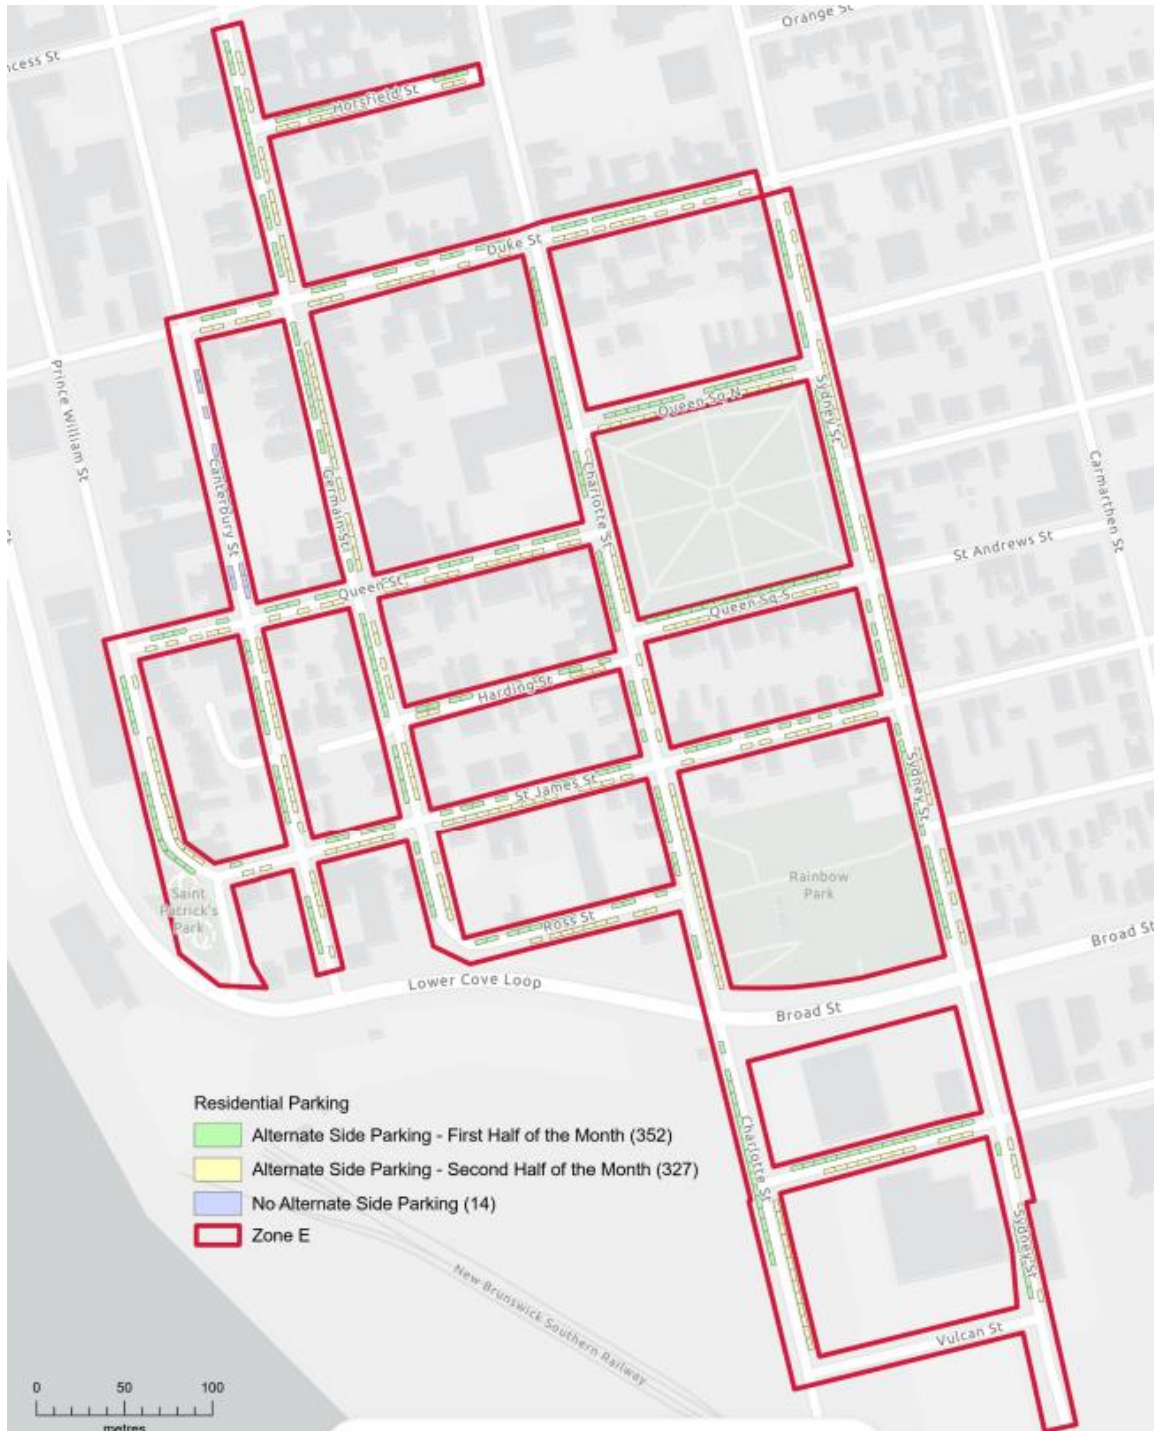 Orange St
ncess St
Horsfield St
Duke St
Prince William St
Queen Sq N
Sydney St
Canterbury St
Germain St
Charlotte St
Carmarthen St
St Andrews St
Queen St
Queen Sq S
Harding St
St James St
Sydney St
Rainbow
Park
Saint
Patrick's
Park
Ross St
Broad St
Lower Cove Loop
Broad St
Residential Parking
Alternate Side Parking - First Half of the Month (352)
Alternate Side Parking - Second Half of the Month (327)
No Alternate Side Parking (14)
Zone E
Charlotte St
Sydney St
New Brunswick Southern Railway
Vulcan St
0 50 100
metres